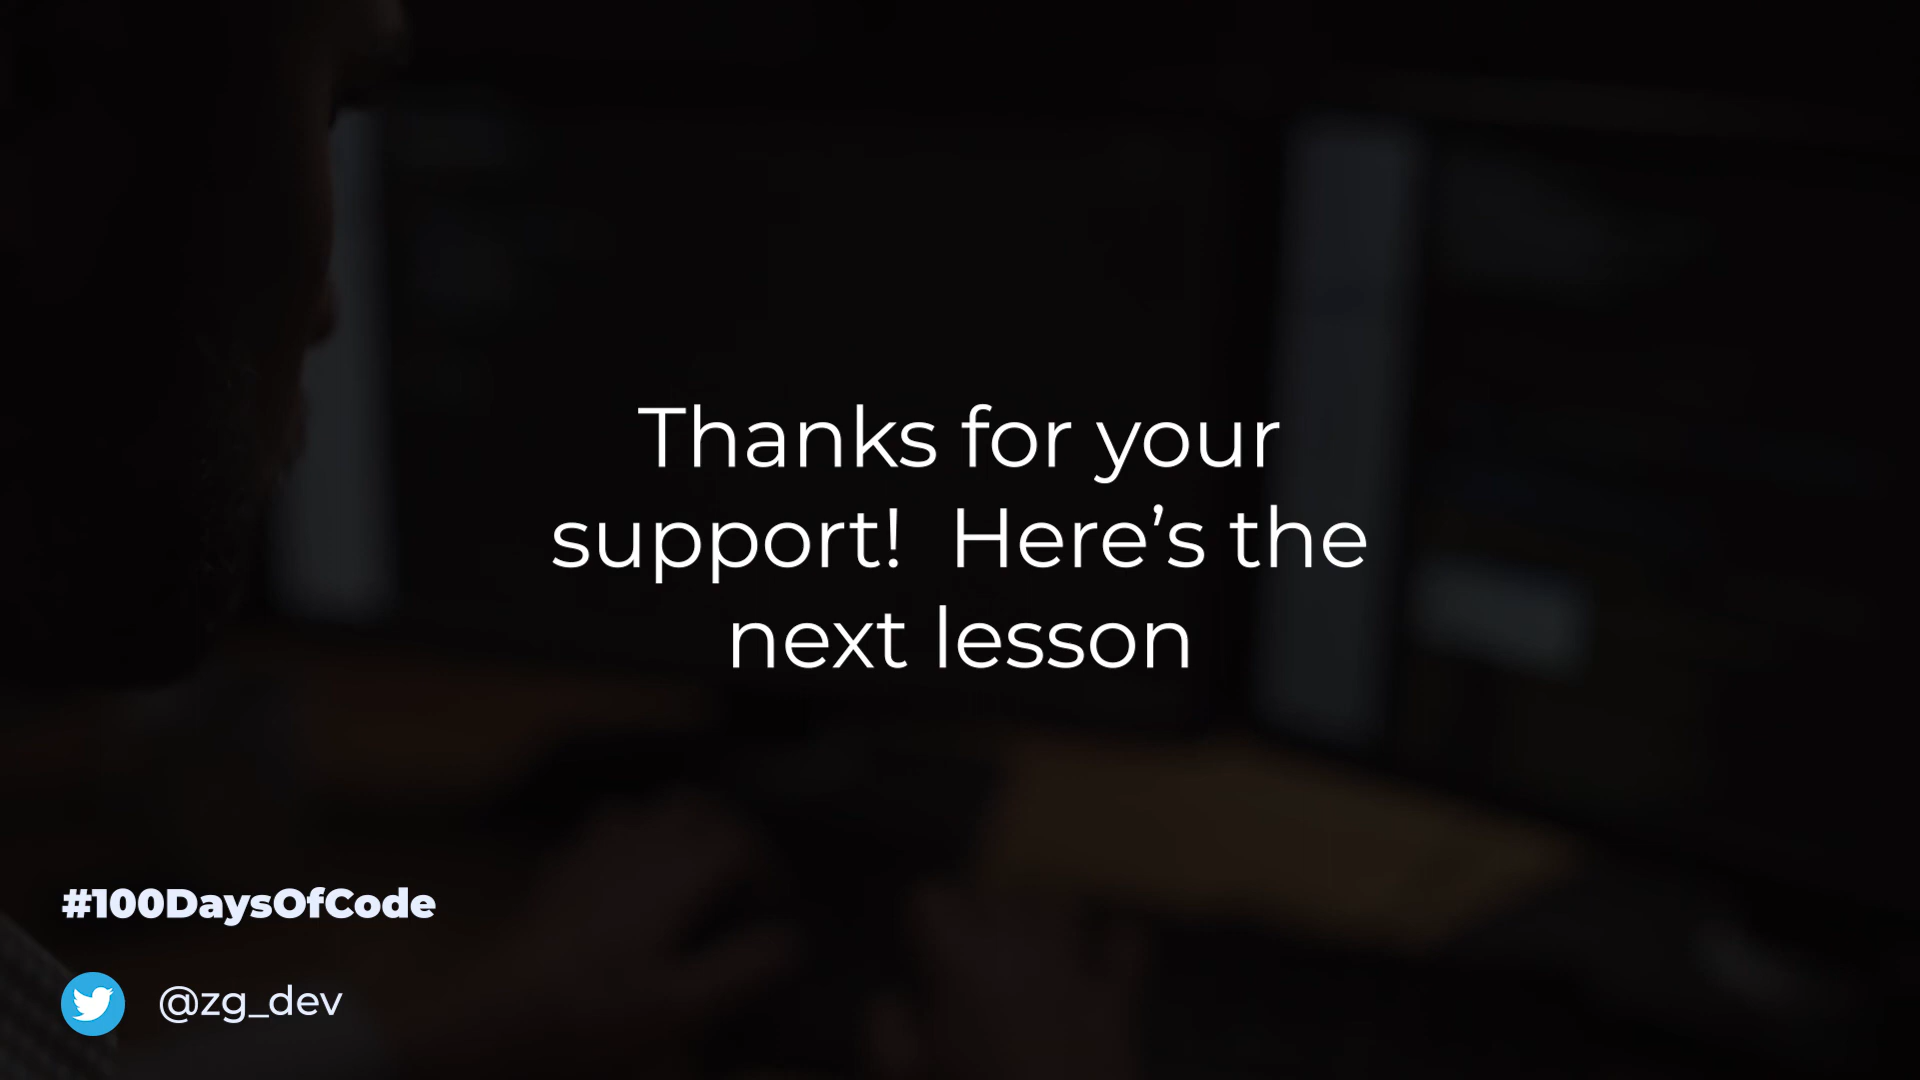 Thanks for your
support!  Here’s the
next lesson
#100DaysOfCode
@zg_dev